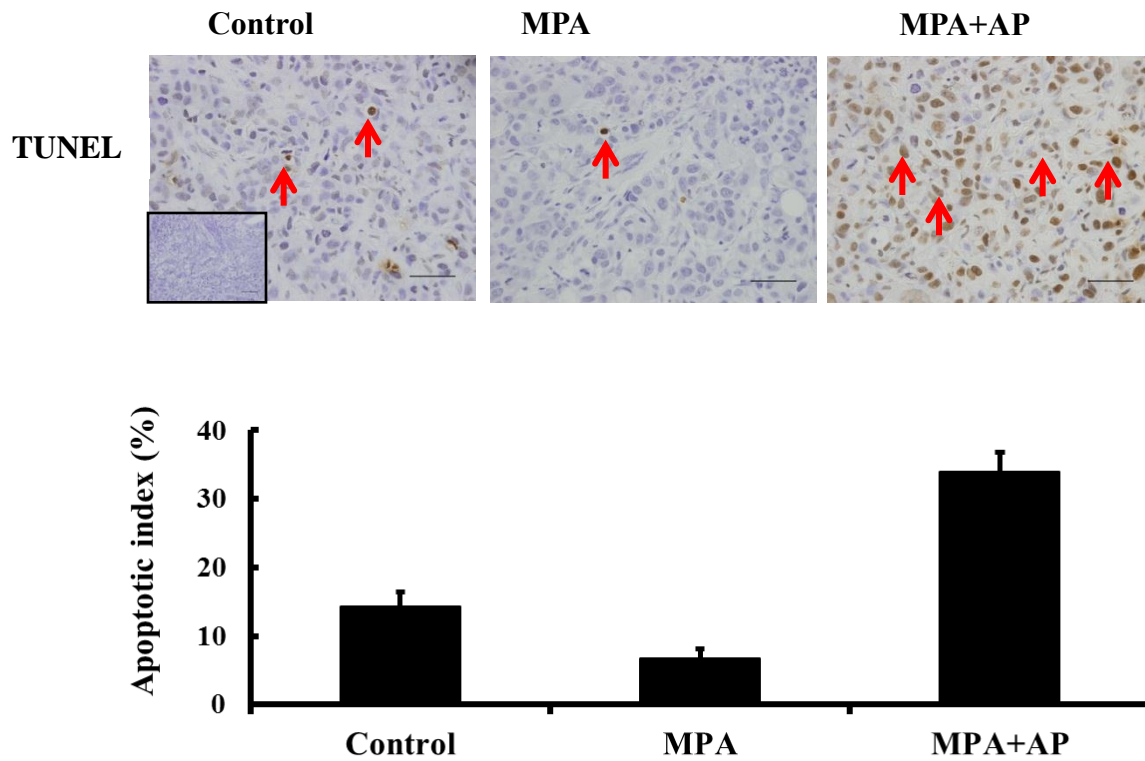 Control MPA MPA+AP
TUNEL
Apoptotic index (%)
40
30
20
10
0
Control MPA MPA+AP